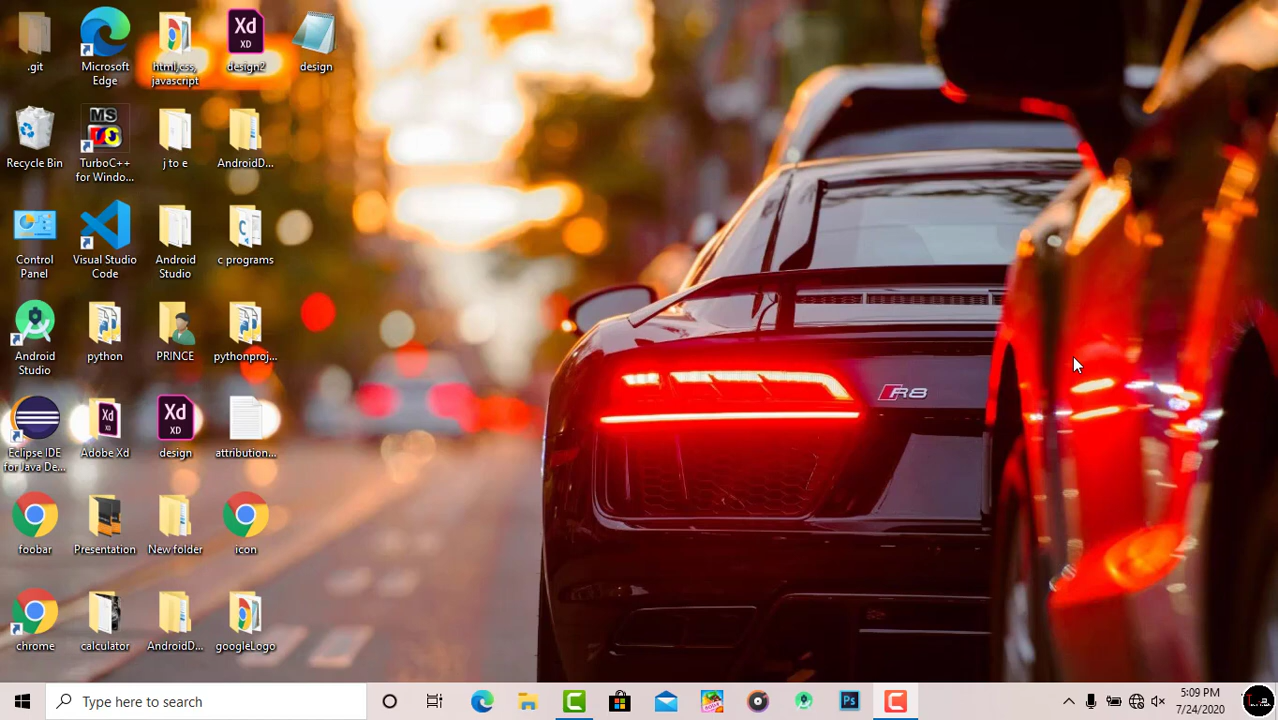 .git
Microsoft
Edge
html,css,
javascript
Xd
XD
design2
design
Recycle Bin
MS
TurboC++
for Windo...
j to e
AndroidD...
Control
Panel
Visual Studio
Code
Android
Studio
c programs
Android
Studio
python
PRINCE
pythonproj...
Eclipse IDE
for Java De...
Xd
Adobe Xd
Xd
XD
design
attribution...
foobar
Presentation
New folder
icon
chrome
calculator
AndroidD...
googleLogo
R8
Type here to search
Ps
5:09 PM
7/24/2020